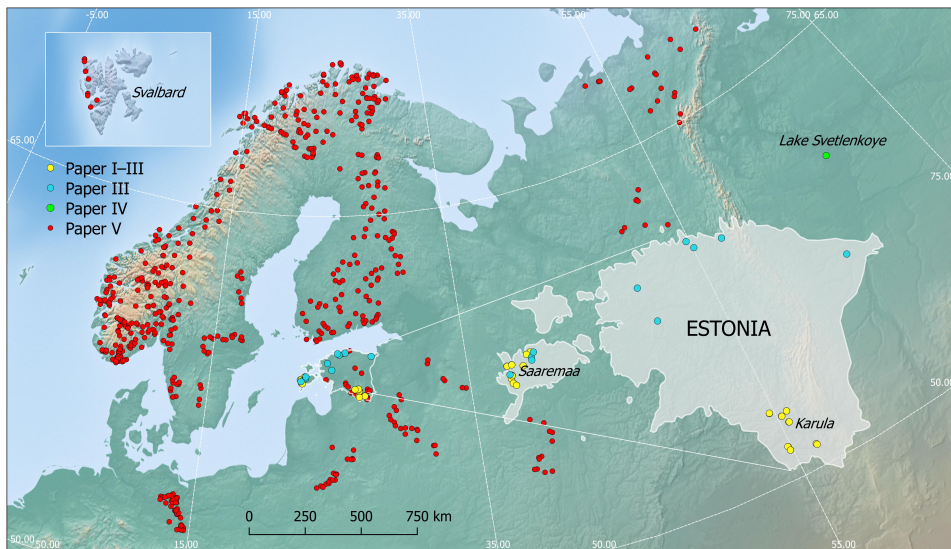 -5.00
15.00
35.00
55.00
75.00 65.00
Svalbard
65.00
Lake Svetlenkoye
75.00
Paper I–III
Paper III
Paper IV
Paper V
ESTONIA
Saaremaa
50.00
Karula
0 250 500 750 km
-50.00
15.00
35.00
50.00
55.00